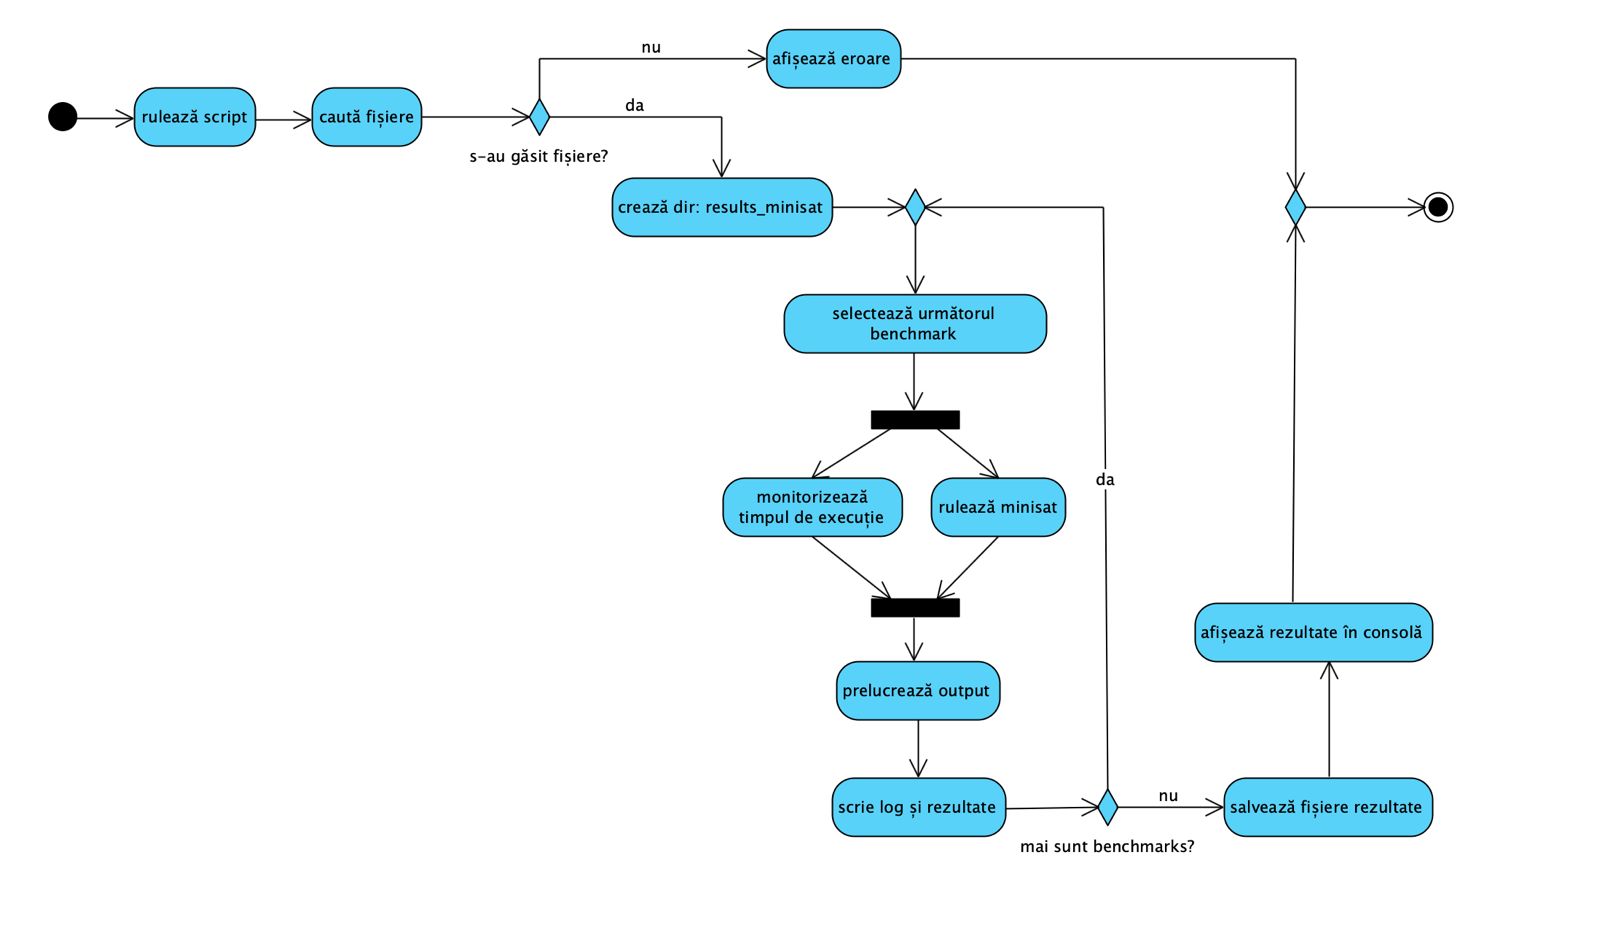 nu
afișează eroare
rulează script
caută fișiere
da
s-au găsit fișiere?
crează dir: results_minisat
selectează următorul
benchmark
monitorizează
timpul de execuție
rulează minisat
da
afișează rezultate în consolă
prelucrează output
scrie log și rezultate
nu
salvează fișiere rezultate
mai sunt benchmarks?